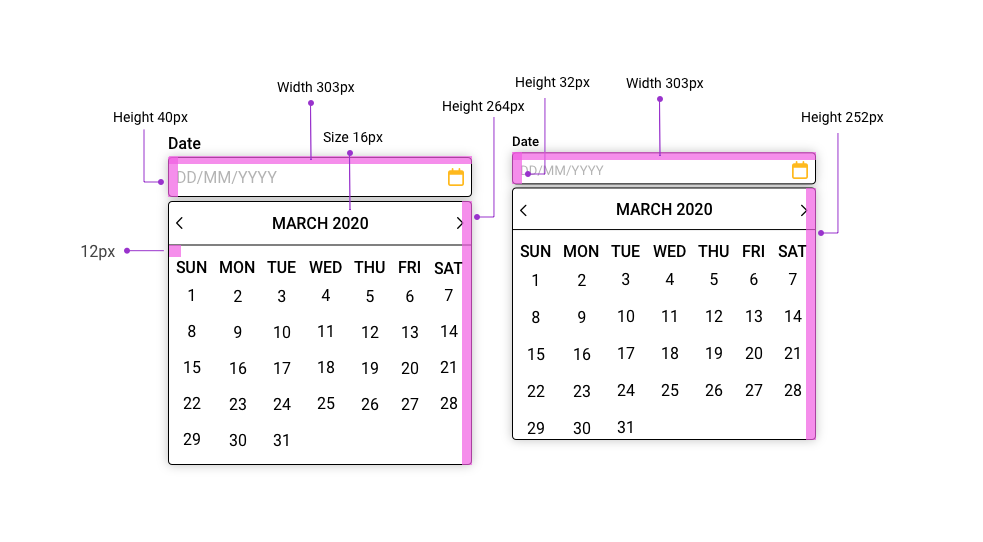 Height 32px
Width 303px
Width 303px
Height 264px
Height 40px
Height 252px
Size 16px
Date
Date
DD/MM/YYYY
DD/MM/YYYY
MARCH 2020
MARCH 2020
12px
SUN MON TUE WED THU FRI SAT
1 2 3 4 5 6 7
8 9 10 11 12 13 14
15 16 17 18 19 20 21
22 23 24 25 26 27 28
29 30 31
SUN MON TUE WED THU FRI SAT
1 2 3 4 5 6 7
8 9 10 11 12 13 14
15 16 17 18 19 20 21
22 23 24 25 26 27 28
29 30 31